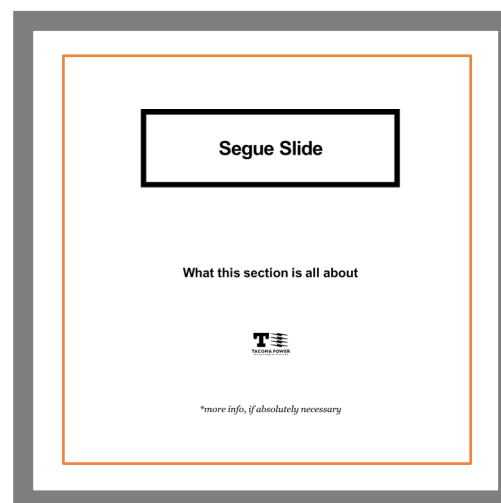 Segue Slide
What this section is all about
T
TACOMA POWER
*more info, if absolutely necessary